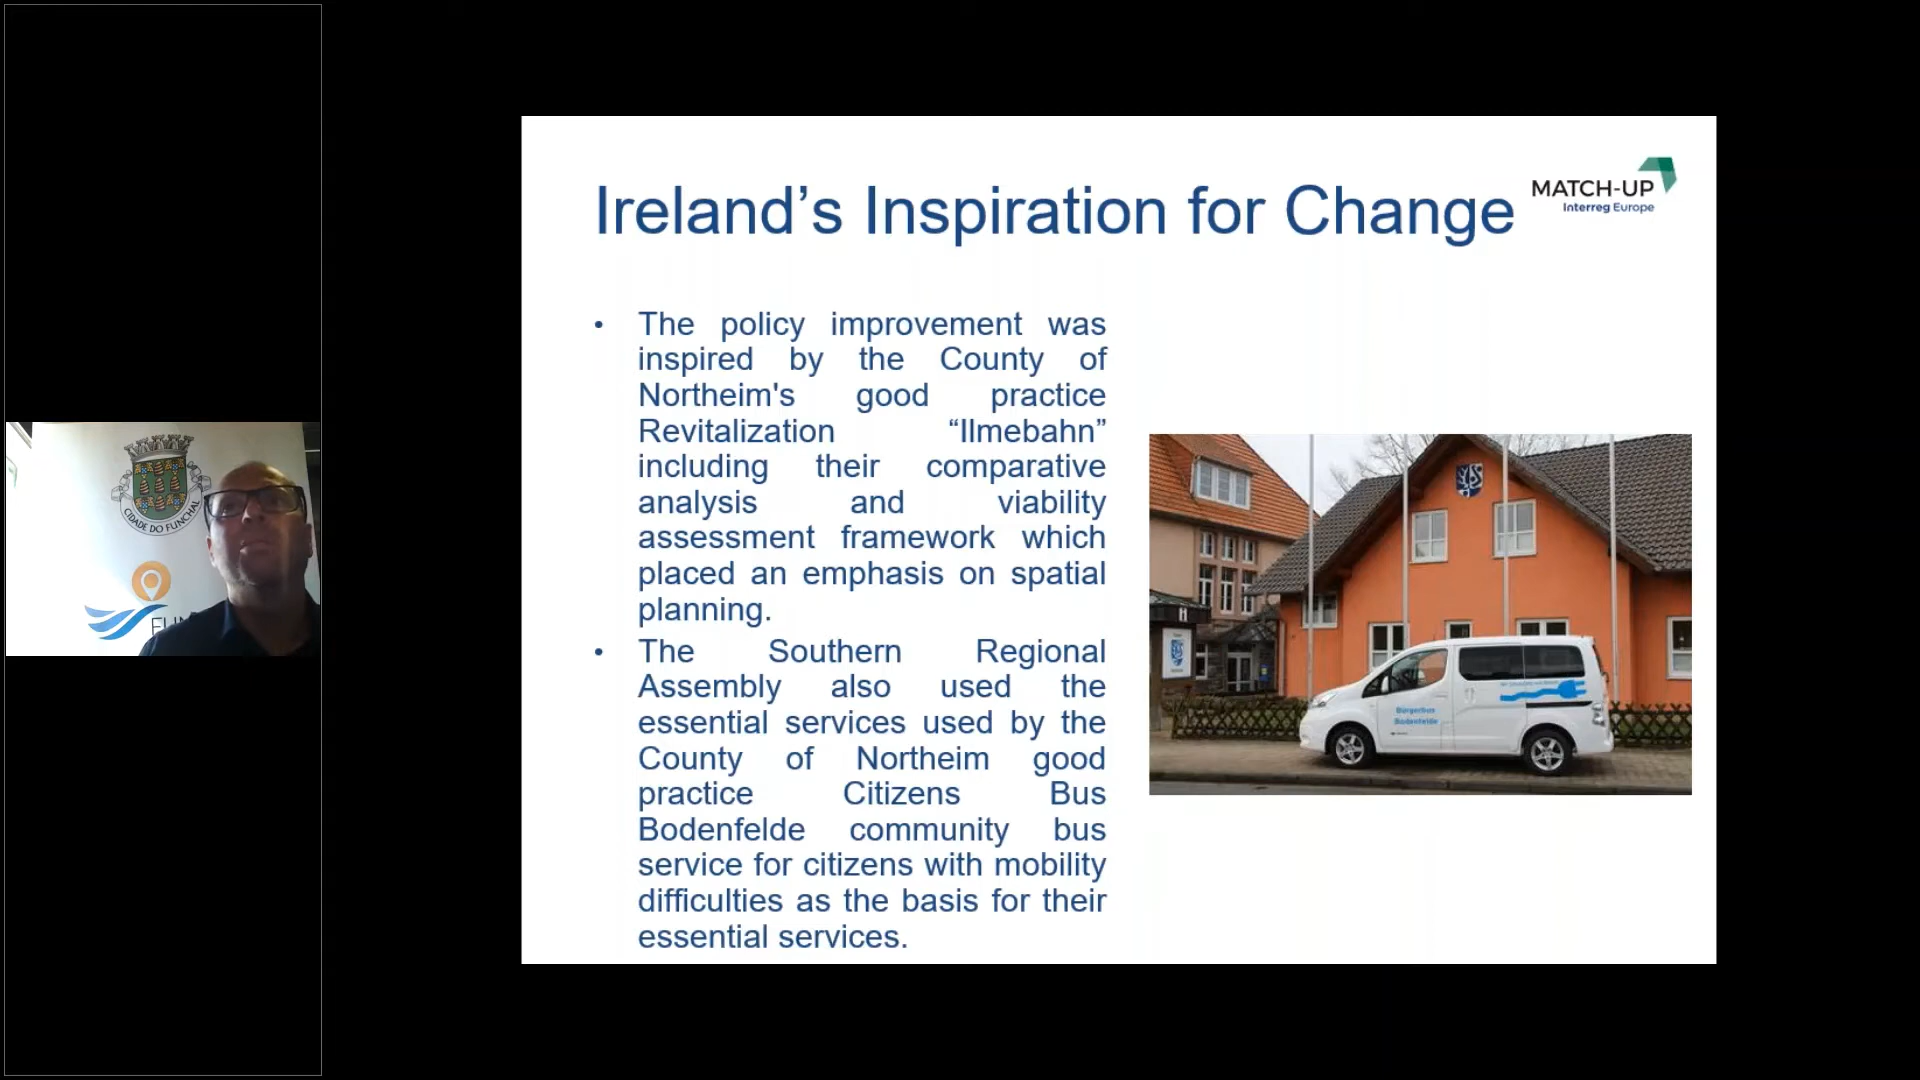 Ireland’s Inspiration for Change
MATCH-UP
Interreg Europe
• The policy improvement was
inspired by the County of
Northeim's good practice
Revitalization “Ilmebahn”
including their comparative
analysis and viability
assessment framework which
placed an emphasis on spatial
planning.
• The Southern Regional
Assembly also used the
essential services used by the
County of Northeim good
practice Citizens Bus
Bodenfelde community bus
service for citizens with mobility
difficulties as the basis for their
essential services.
Bürgerbus
Bodenfelde
CIDADE DO FUNCHAL